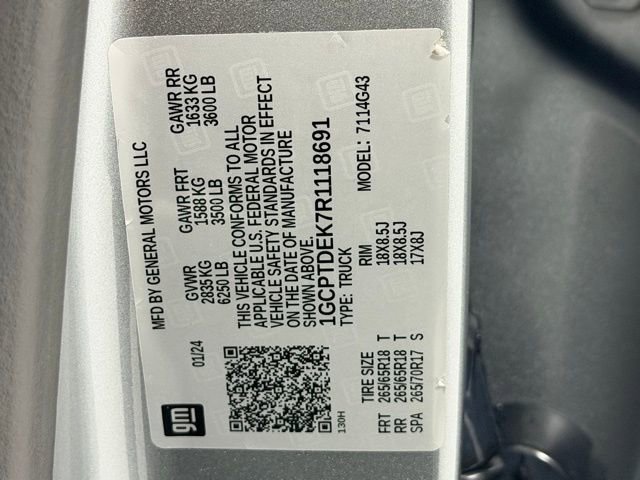 gm
MFD BY GENERAL MOTORS LLC
01/24
GVWR GAWR FRT GAWR RR
2835 KG 1588 KG 1633 KG
6250 LB 3500 LB 3600 LB
THIS VEHICLE CONFORMS TO ALL
APPLICABLE U.S. FEDERAL MOTOR
VEHICLE SAFETY STANDARDS IN EFFECT
ON THE DATE OF MANUFACTURE
SHOWN ABOVE.
1GCPTDEK7R1118691
TYPE: TRUCK MODEL: 7114G43
130H
TIRE SIZE RIM
FRT 265/65R18 T 18X8.5J
RR 265/65R18 T 18X8.5J
SPA 265/70R17 S 17X8J